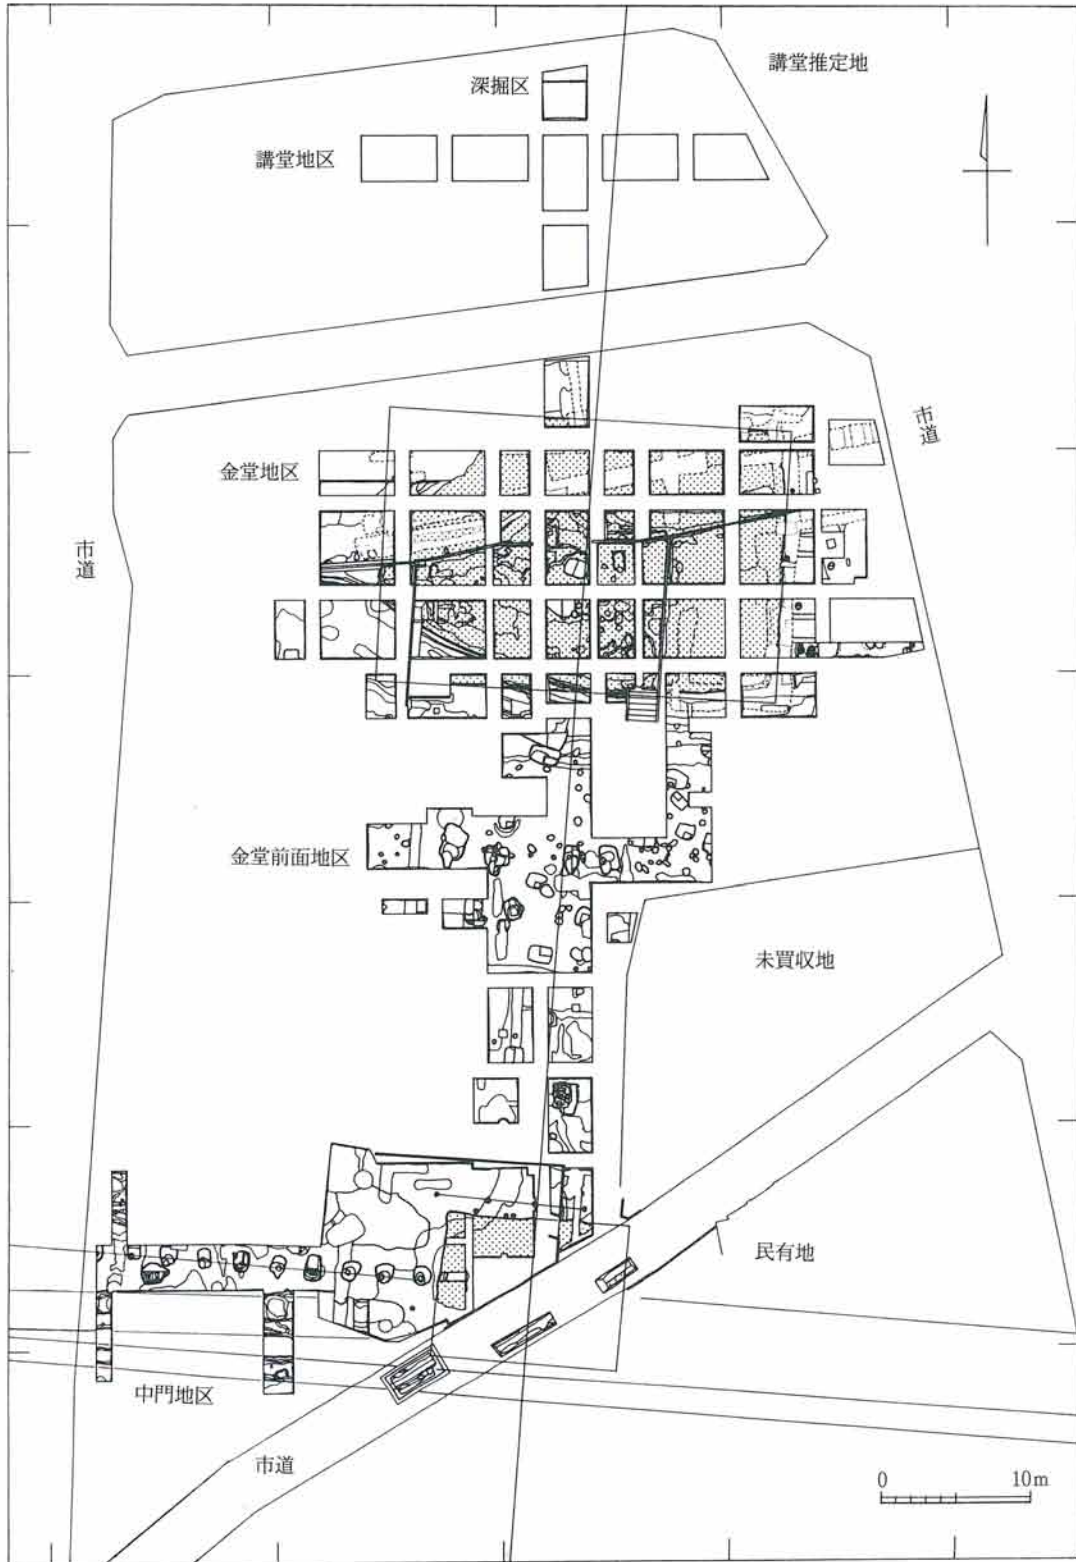 講堂推定地
深掘区
講堂地区
市道
金堂地区
市道
金堂前面地区
未買収地
民有地
中門地区
市道
0 10m